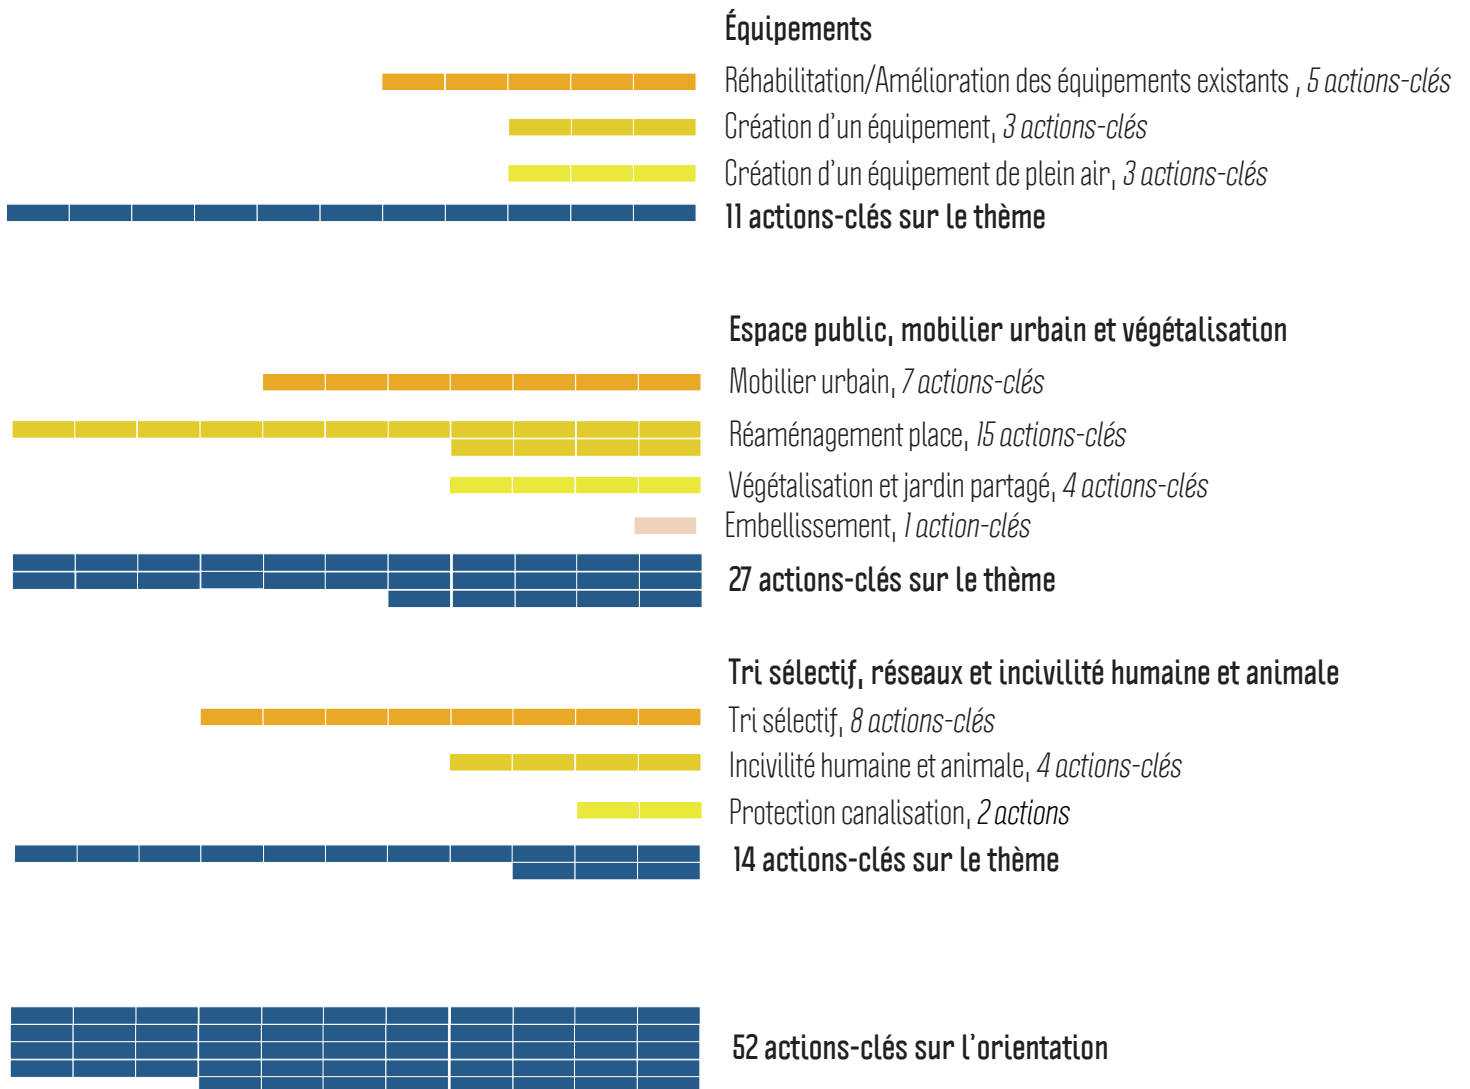 Équipements
Réhabilitation/Amélioration des équipements existants , 5 actions-clés
Création d'un équipement, 3 actions-clés
Création d'un équipement de plein air, 3 actions-clés
11 actions-clés sur le thème
Espace public, mobilier urbain et végétalisation
Mobilier urbain, 7 actions-clés
Réaménagement place, 15 actions-clés
Végétalisation et jardin partagé, 4 actions-clés
Embellissement, 1 action-clés
27 actions-clés sur le thème
Tri sélectif, réseaux et incivilité humaine et animale
Tri sélectif, 8 actions-clés
Incivilité humaine et animale, 4 actions-clés
Protection canalisation, 2 actions
14 actions-clés sur le thème
52 actions-clés sur l'orientation